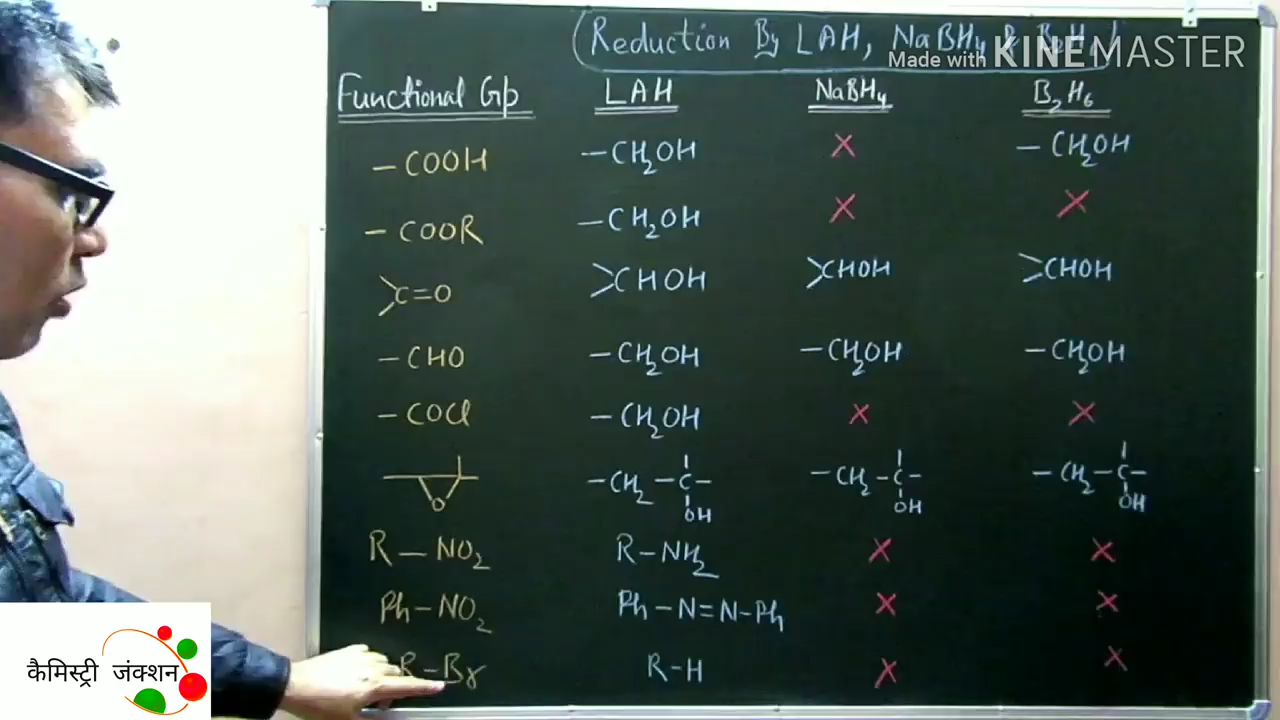 Reduction By LAH, NaBH4 & B2H6
Made with KINEMASTER
Functional Gp LAH NaBH4 B2H6
-COOH -CH2OH × -CH2OH
-COOR -CH2OH × ×
>C=O >CHOH >CHOH >CHOH
-CHO -CH2OH -CH2OH -CH2OH
-COCl -CH2OH × ×
O -CH2-C- OH -CH2-C- OH -CH2-C- OH
R-NO2 R-NH2 × ×
Ph-NO2 Ph-N=N-Ph × ×
R-Br R-H × ×
कैमिस्ट्री जंक्शन